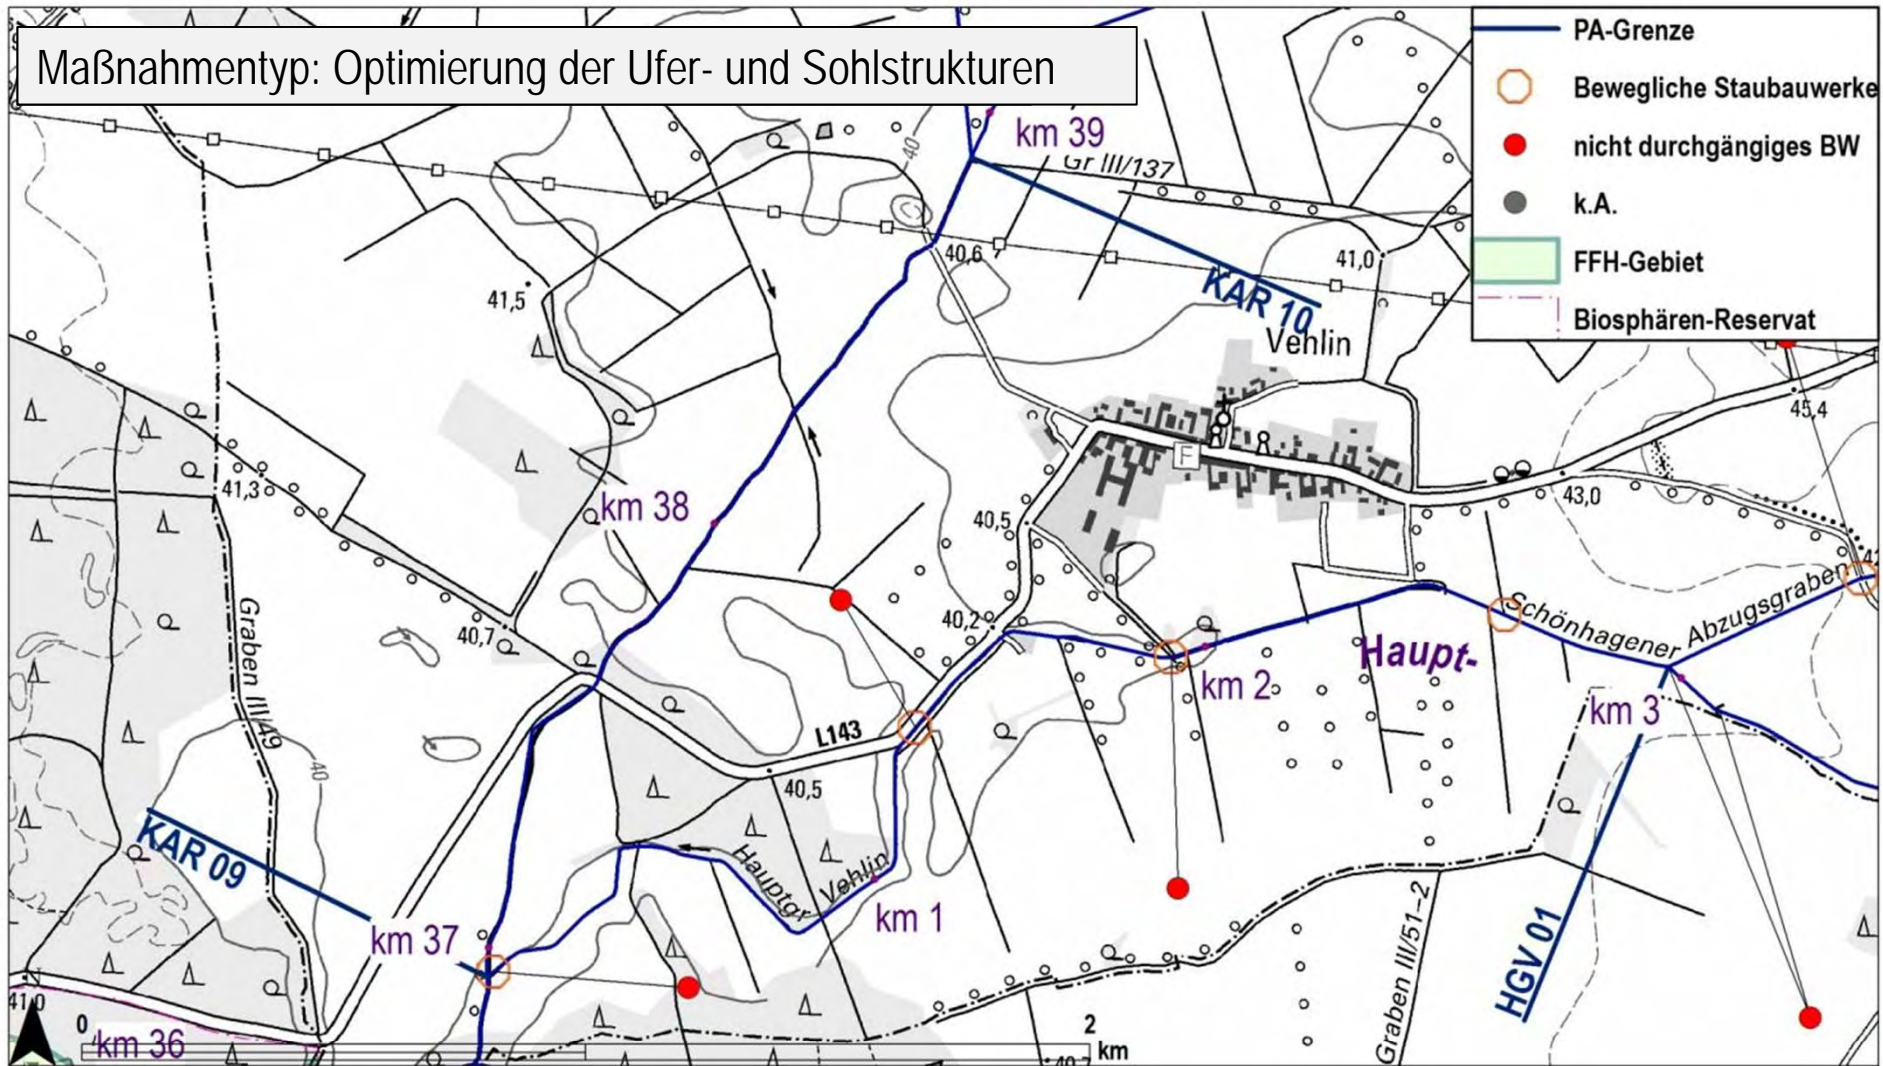 Maßnahmentyp: Optimierung der Ufer- und Sohlstrukturen
PA-Grenze
Bewegliche Staubauwerke
nicht durchgängiges BW
k.A.
FFH-Gebiet
Biosphären-Reservat
km 39
Gr III/137
40
40,6
41,0
KAR 10
41,5
Vehlin
45,4
F
41,3
km 38
40,5
43,0
Graben III/49
40,7
40,2
Schönhagener Abzugsgraben
Haupt-
km 2
km 3
L143
40
40,5
KAR 09
Hauptgr Vehlin
km 1
km 37
Graben III/51-2
HGV 01
41,0
0
2
km 36
km